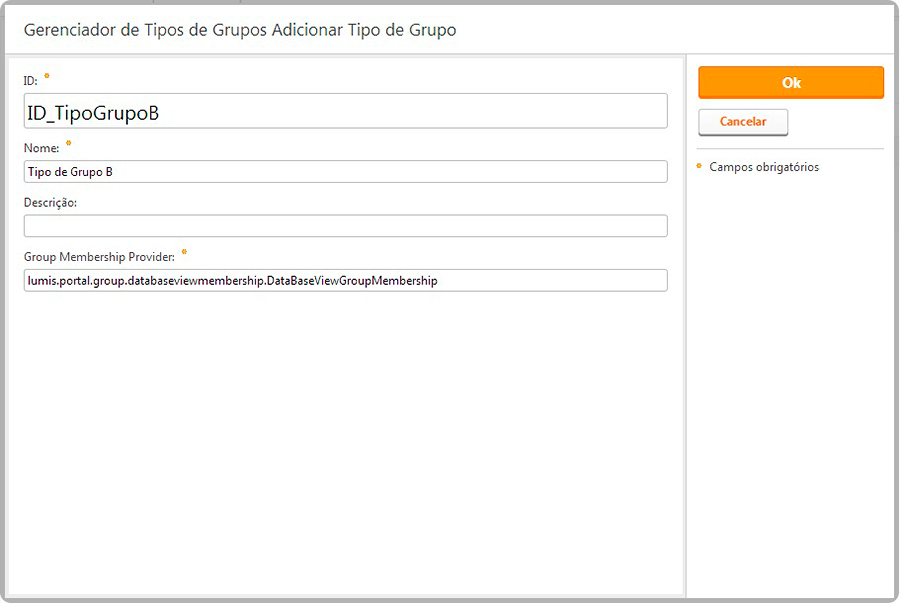 Gerenciador de Tipos de Grupos Adicionar Tipo de Grupo
ID: *
ID_TipoGrupoB
Nome: *
Tipo de Grupo B
Descrição:
Group Membership Provider: *
lumis.portal.group.databaseviewmembership.DataBaseViewGroupMembership
Ok
Cancelar
* Campos obrigatórios